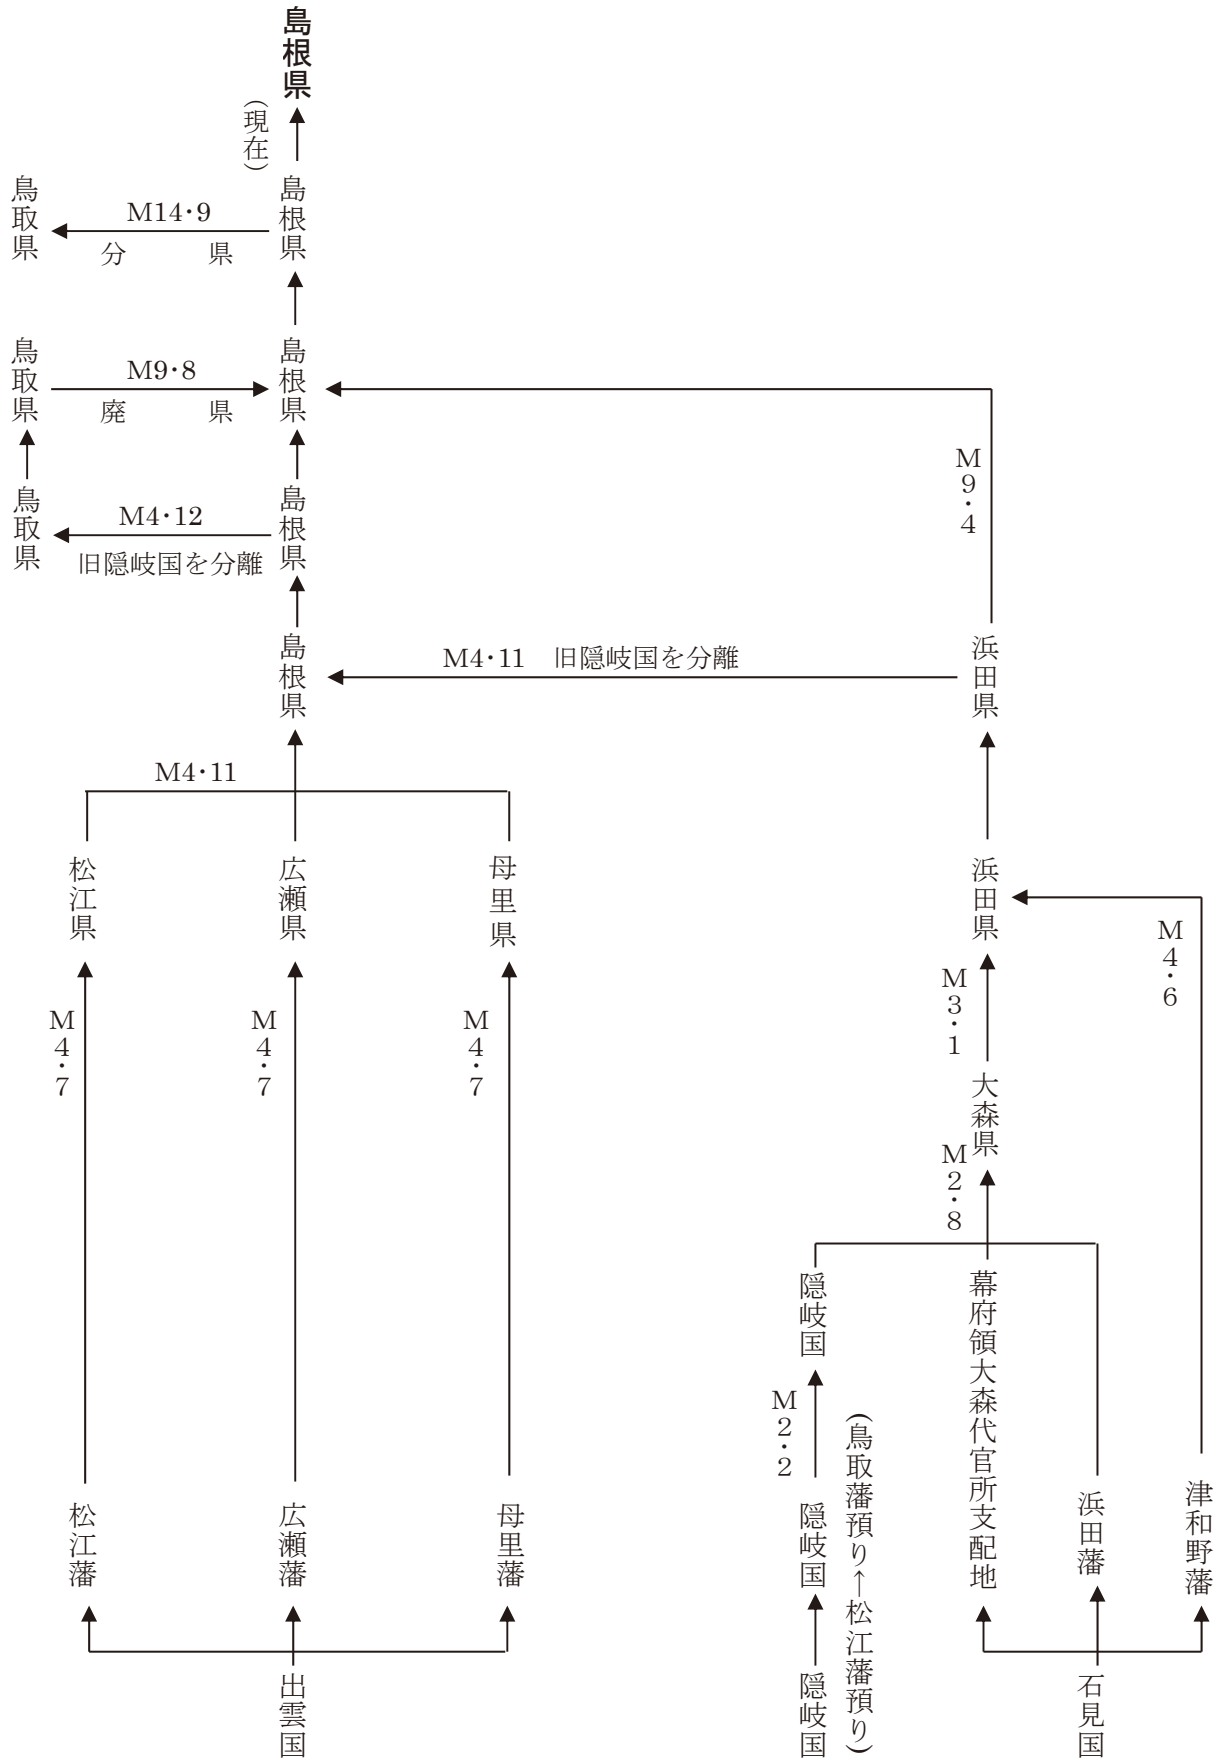 島根県
(現在)
鳥取県
M14・9
分　県
島根県
鳥取県
M9・8
廃　県
島根県
M9・4
鳥取県
M4・12
旧隠岐国を分離
島根県
島根県
M4・11　旧隠岐国を分離
浜田県
M4・11
松江県
広瀬県
母里県
浜田県
M4・7
M4・7
M4・7
M3・1
M4・6
大森県
M2・8
隠岐国
M2・2
(鳥取藩預り↑松江藩預り)
幕府領大森代官所支配地
松江藩
広瀬藩
母里藩
隠岐国
浜田藩
津和野藩
出雲国
隠岐国
石見国